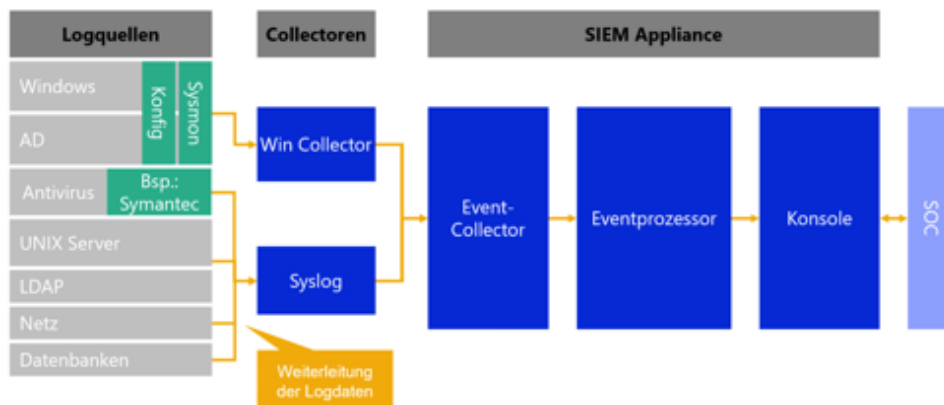 Logquellen
Collectoren
SIEM Appliance
Windows
AD
Konfig
Sysmon
Antivirus
Bsp.:
Symantec
UNIX Server
LDAP
Netz
Datenbanken
Win Collector
Syslog
Weiterleitung
der Logdaten
Event-
Collector
Eventprozessor
Konsole
SOC